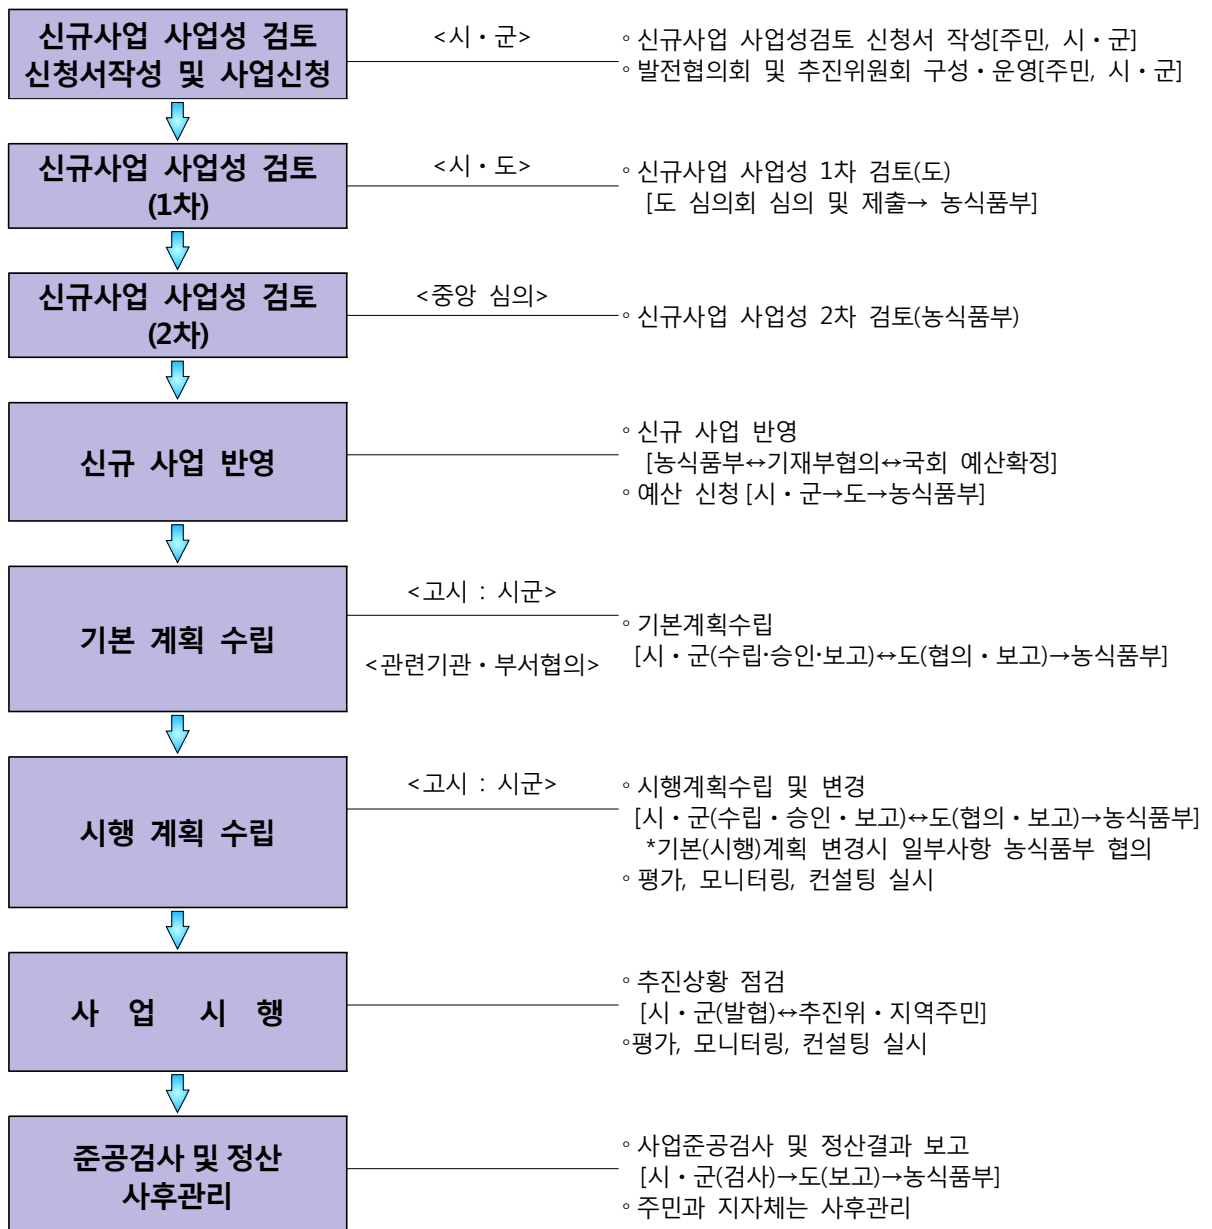 신규사업 사업성 검토
신청서작성 및 사업신청
<시・군>
◦신규사업 사업성검토 신청서 작성[주민, 시・군]
◦발전협의회 및 추진위원회 구성・운영[주민, 시・군]
신규사업 사업성 검토
(1차)
<시・도>
◦신규사업 사업성 1차 검토(도)
[도 심의회 심의 및 제출→ 농식품부]
신규사업 사업성 검토
(2차)
<중앙 심의>
◦신규사업 사업성 2차 검토(농식품부)
신규 사업 반영
◦신규 사업 반영
[농식품부↔기재부협의↔국회 예산확정]
◦예산 신청[시・군→도→농식품부]
기본 계획 수립
<고시 : 시군>
<관련기관・부서협의>
◦기본계획수립
[시・군(수립·승인·보고)↔도(협의・보고)→농식품부]
시행 계획 수립
<고시 : 시군>
◦시행계획수립 및 변경
[시・군(수립・승인・보고)↔도(협의・보고)→농식품부]
*기본(시행)계획 변경시 일부사항 농식품부 협의
◦평가, 모니터링, 컨설팅 실시
사 업 시 행
◦추진상황 점검
[시・군(발협)↔추진위・지역주민]
◦평가, 모니터링, 컨설팅 실시
준공검사 및 정산
사후관리
◦사업준공검사 및 정산결과 보고
[시・군(검사)→도(보고)→농식품부]
◦주민과 지자체는 사후관리